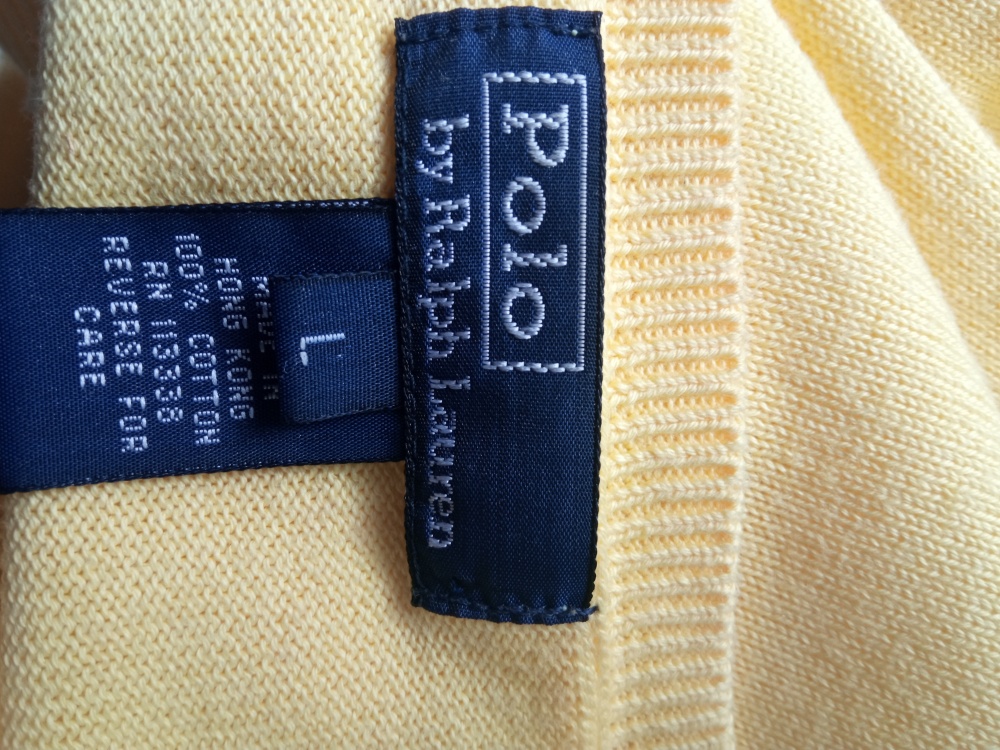 Polo
by Ralph Lauren
L
MADE IN
HONG KONG
100% COTTON
RN 113338
REVERSE FOR
CARE